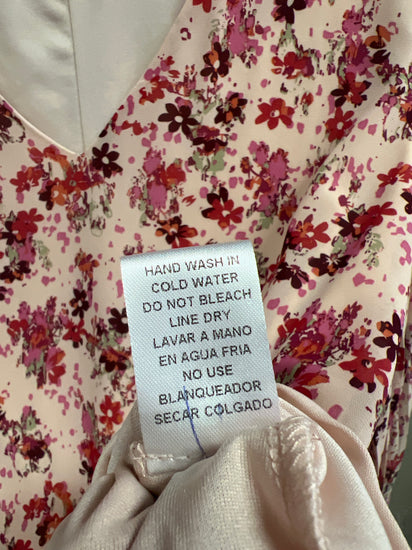 HAND WASH IN
COLD WATER
DO NOT BLEACH
LINE DRY
LAVAR A MANO
EN AGUA FRIA
NO USE
BLANQUEADOR
SECAR COLGADO